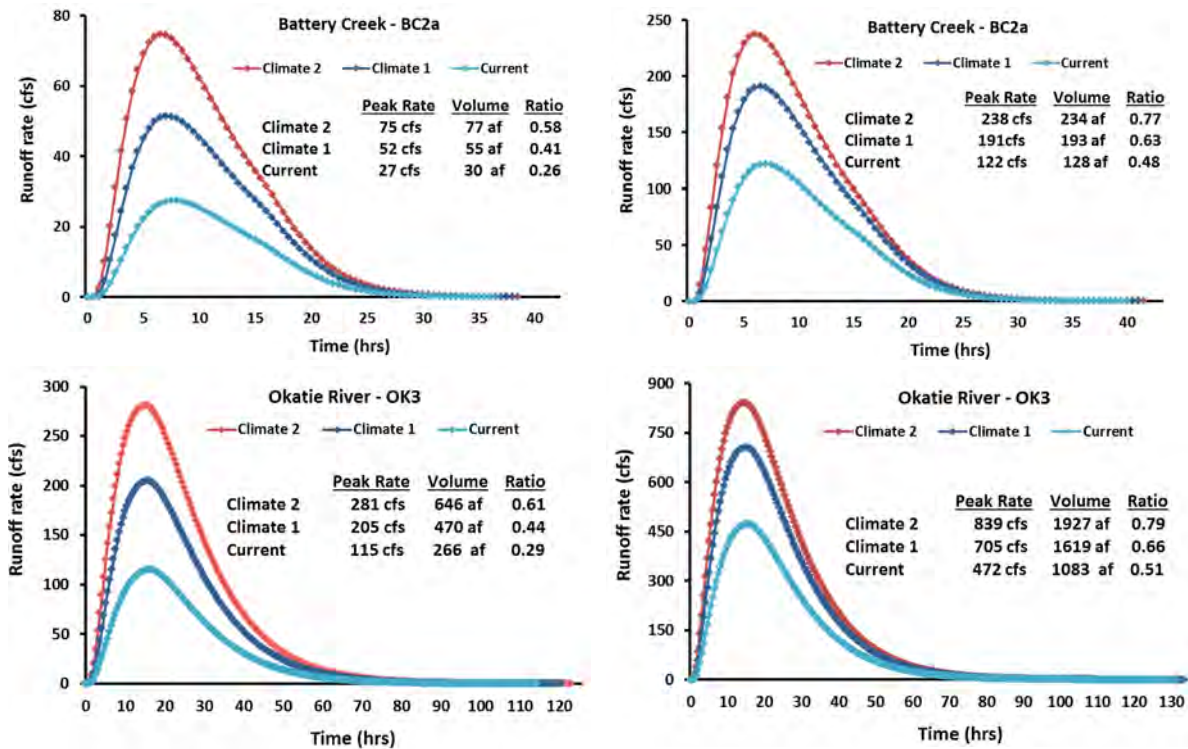 Battery Creek - BC2a
Runoff rate (cfs)
80
60
40
20
0
Climate 2 Climate 1 Current
Peak Rate Volume Ratio
Climate 2 75 cfs 77 af 0.58
Climate 1 52 cfs 55 af 0.41
Current 27 cfs 30 af 0.26
0 5 10 15 20 25 30 35 40
Time (hrs)
Battery Creek - BC2a
Runoff rate (cfs)
250
200
150
100
50
0
Climate 2 Climate 1 Current
Peak Rate Volume Ratio
Climate 2 238 cfs 234 af 0.77
Climate 1 191cfs 193 af 0.63
Current 122 cfs 128 af 0.48
0 5 10 15 20 25 30 35 40
Time (hrs)
Okatie River - OK3
Runoff rate (cfs)
300
250
200
150
100
50
0
Climate 2 Climate 1 Current
Peak Rate Volume Ratio
Climate 2 281 cfs 646 af 0.61
Climate 1 205 cfs 470 af 0.44
Current 115 cfs 266 af 0.29
0 10 20 30 40 50 60 70 80 90 100 110 120
Time (hrs)
Okatie River - OK3
Runoff rate (cfs)
900
750
600
450
300
150
0
Climate 2 Climate 1 Current
Peak Rate Volume Ratio
Climate 2 839 cfs 1927 af 0.79
Climate 1 705 cfs 1619 af 0.66
Current 472 cfs 1083 af 0.51
0 10 20 30 40 50 60 70 80 90 100 110 120 130
Time (hrs)